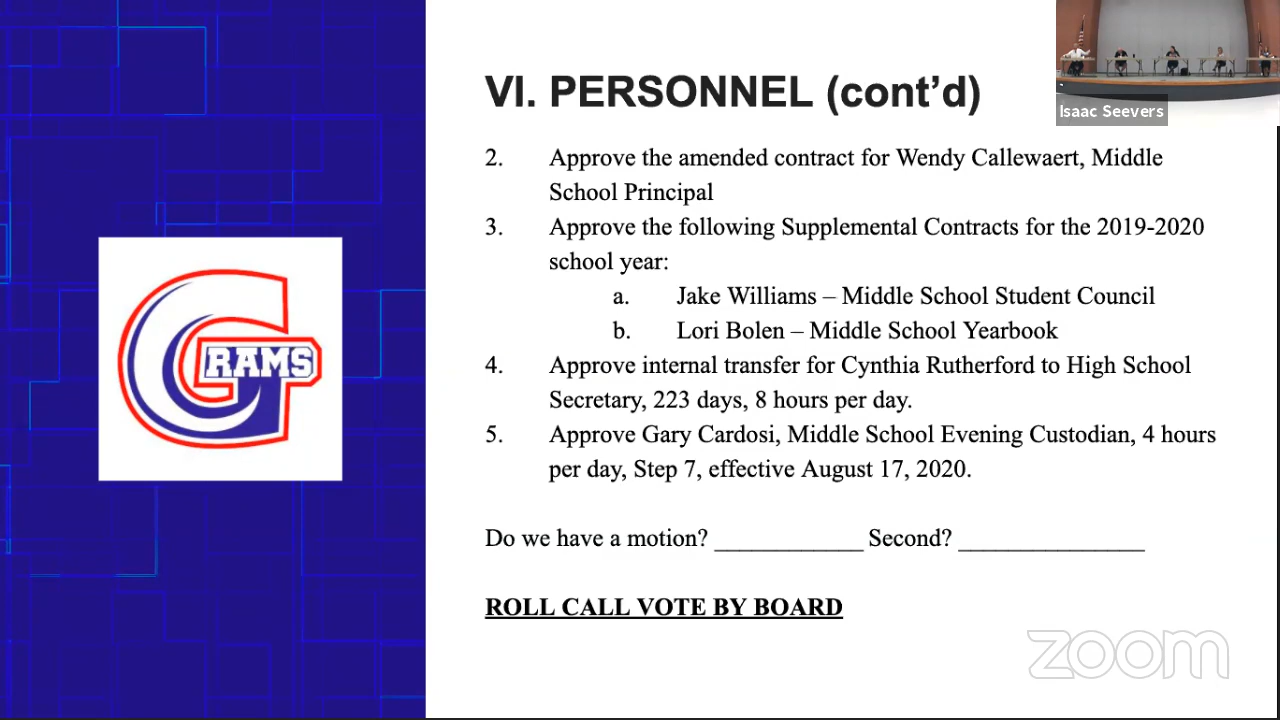 VI. PERSONNEL (cont’d)
Isaac Seevers
2. Approve the amended contract for Wendy Callewaert, Middle
School Principal
3. Approve the following Supplemental Contracts for the 2019-2020
school year:
a. Jake Williams – Middle School Student Council
b. Lori Bolen – Middle School Yearbook
4. Approve internal transfer for Cynthia Rutherford to High School
Secretary, 223 days, 8 hours per day.
5. Approve Gary Cardosi, Middle School Evening Custodian, 4 hours
per day, Step 7, effective August 17, 2020.
Do we have a motion? ____________ Second? _______________
ROLL CALL VOTE BY BOARD
G RAMS
zoom